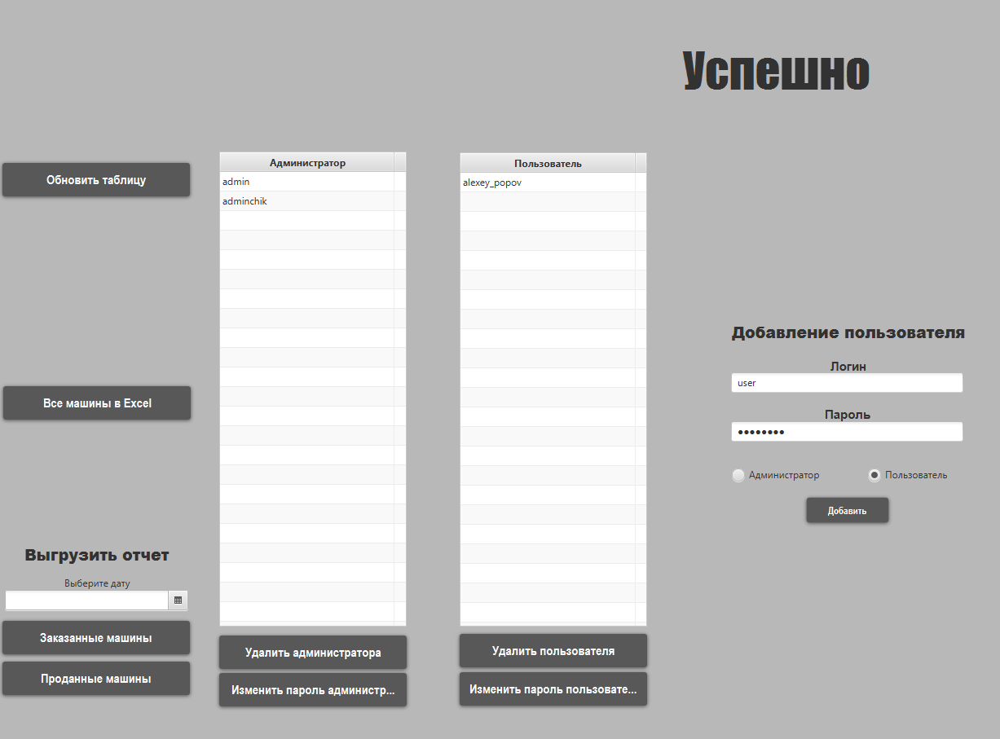 Успешно
Обновить таблицу
Администратор
admin
adminchik
Пользователь
alexey_popov
Добавление пользователя
Логин
user
Пароль
●●●●●●●●
Администратор
Пользователь
Добавить
Все машины в Excel
Выгрузить отчет
Выберите дату
Заказанные машины
Проданные машины
Удалить администратора
Изменить пароль администр...
Удалить пользователя
Изменить пароль пользовате...